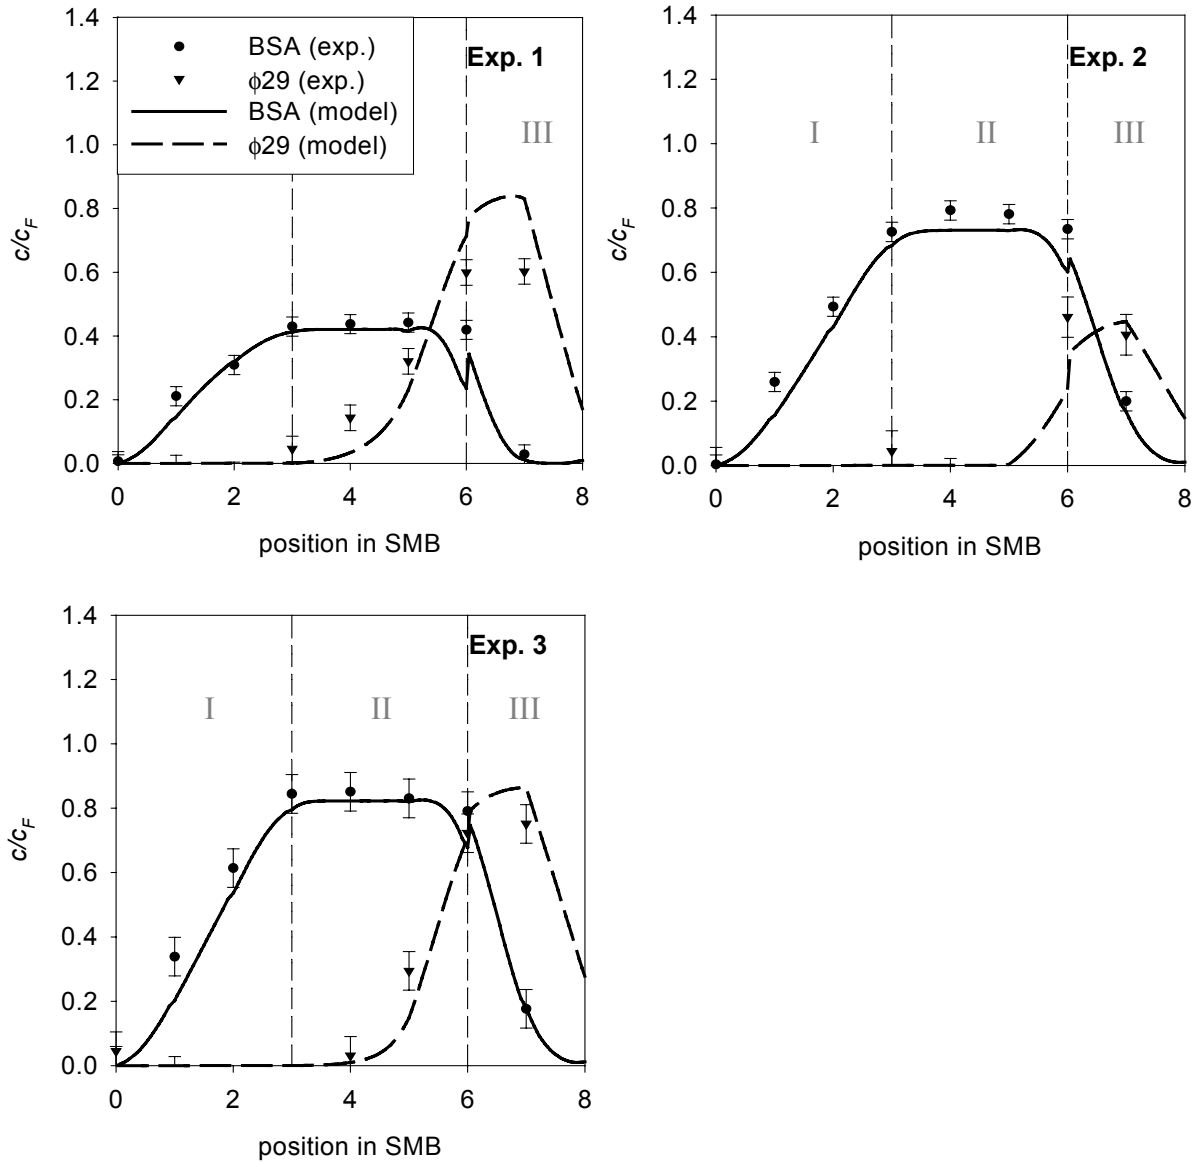 1.4
1.2
1.0
0.8
0.6
0.4
0.2
0.0
c/c_F
BSA (exp.)
ϕ29 (exp.)
BSA (model)
ϕ29 (model)
Exp. 1
III
0 2 4 6 8
position in SMB
1.4
1.2
1.0
0.8
0.6
0.4
0.2
0.0
c/c_F
Exp. 2
I II III
0 2 4 6 8
position in SMB
1.4
1.2
1.0
0.8
0.6
0.4
0.2
0.0
c/c_F
Exp. 3
I II III
0 2 4 6 8
position in SMB